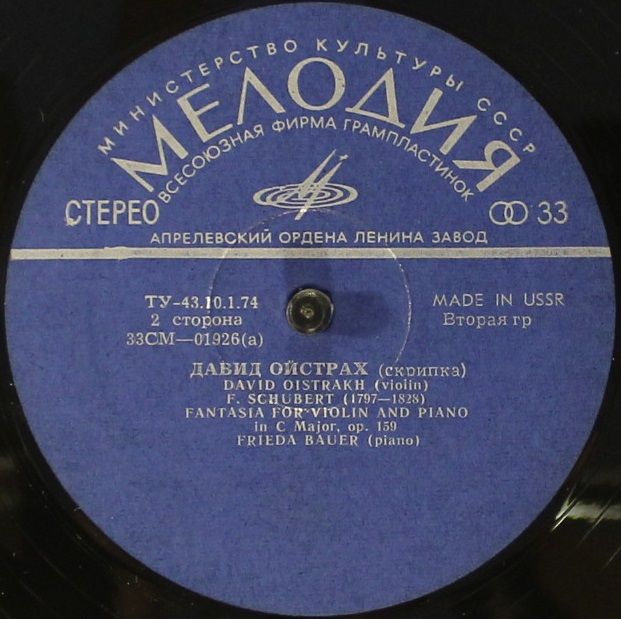 МИНИСТЕРСТВО КУЛЬТУРЫ СССР
МЕЛОДИЯ
ВСЕСОЮЗНАЯ ФИРМА ГРАМПЛАСТИНОК
СТЕРЕО
33
АПРЕЛЕВСКИЙ ОРДЕНА ЛЕНИНА ЗАВОД
ТУ-43.10.1.74
2 сторона
33СМ—01926(а)
MADE IN USSR
Вторая гр
ДАВИД ОЙСТРАХ (скрипка)
DAVID OISTRAKH (violin)
F. SCHUBERT (1797—1828)
FANTASIA FOR VIOLIN AND PIANO
in C Major, op. 159
FRIEDA BAUER (piano)